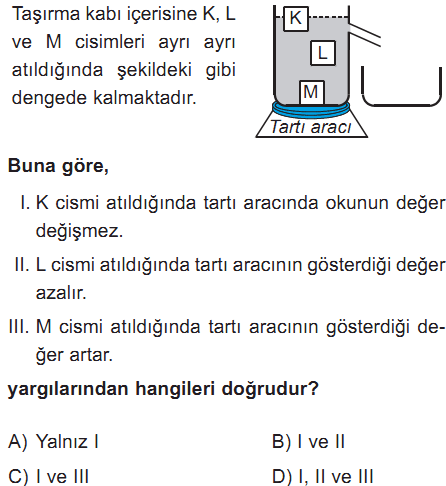 Taşırma kabı içerisine K, L
ve M cisimleri ayrı ayrı
atıldığında şekildeki gibi
dengede kalmaktadır.
K
L
M
Tartı aracı
Buna göre,
I. K cismi atıldığında tartı aracında okunun değer
değişmez.
II. L cismi atıldığında tartı aracının gösterdiği değer
azalır.
III. M cismi atıldığında tartı aracının gösterdiği de-
ğer artar.
yargılarından hangileri doğrudur?
A) Yalnız I
B) I ve II
C) I ve III
D) I, II ve III